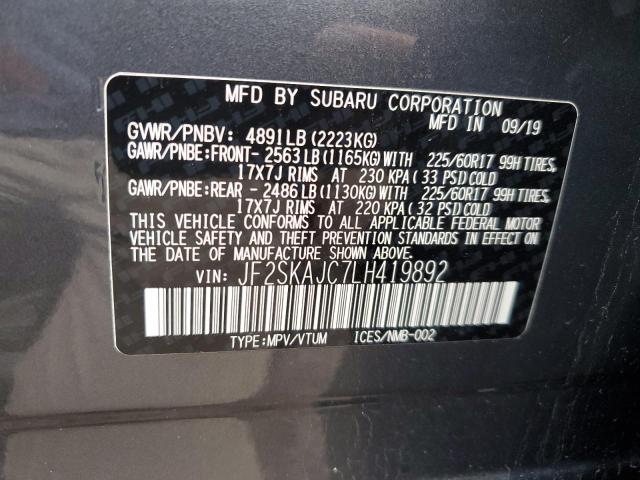 MFD BY SUBARU CORPORATION
GVWR/PNBV: 4891LB (2223KG) MFD IN 09/19
GAWR/PNBE:FRONT- 2563LB (1165KG) WITH 225/60R17 99H TIRES,
17X7J RIMS AT 230 KPA (33 PSI) COLD
GAWR/PNBE:REAR - 2486LB (1130KG) WITH 225/60R17 99H TIRES,
17X7J RIMS AT 220 KPA (32 PSI) COLD
THIS VEHICLE CONFORMS TO ALL APPLICABLE FEDERAL MOTOR
VEHICLE SAFETY AND THEFT PREVENTION STANDARDS IN EFFECT ON
THE DATE OF MANUFACTURE SHOWN ABOVE.
VIN: JF2SKAJC7LH419892
TYPE:MPV/VTUM ICES/NMB-002